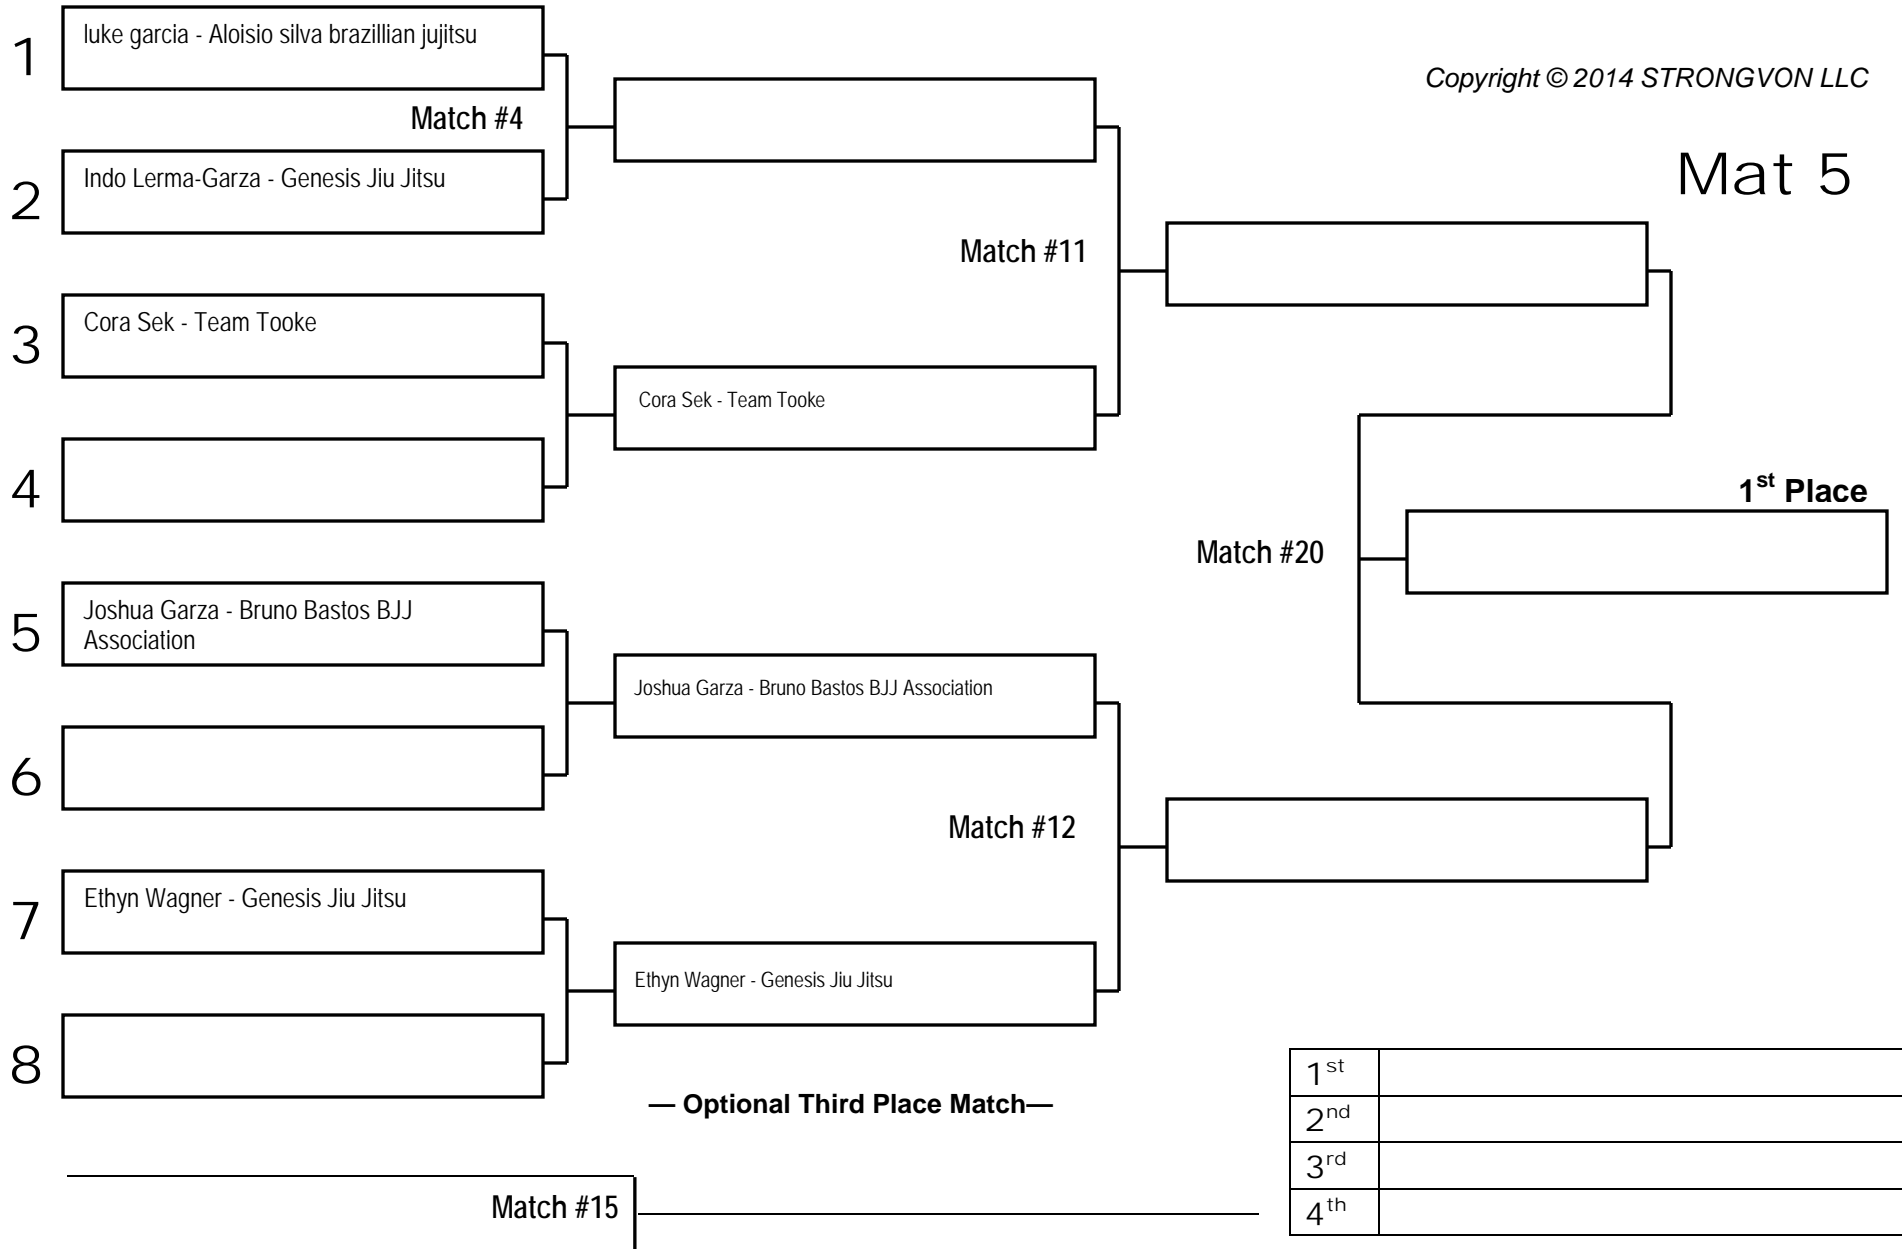 1
luke garcia - Aloisio silva brazillian jujitsu
Copyright © 2014 STRONGVON LLC
Match #4
Mat 5
2
Indo Lerma-Garza - Genesis Jiu Jitsu
Match #11
3
Cora Sek - Team Tooke
Cora Sek - Team Tooke
4
1st Place
Match #20
5
Joshua Garza - Bruno Bastos BJJ
Association
Joshua Garza - Bruno Bastos BJJ Association
6
Match #12
7
Ethyn Wagner - Genesis Jiu Jitsu
Ethyn Wagner - Genesis Jiu Jitsu
8
— Optional Third Place Match—
1st
2nd
3rd
4th
Match #15